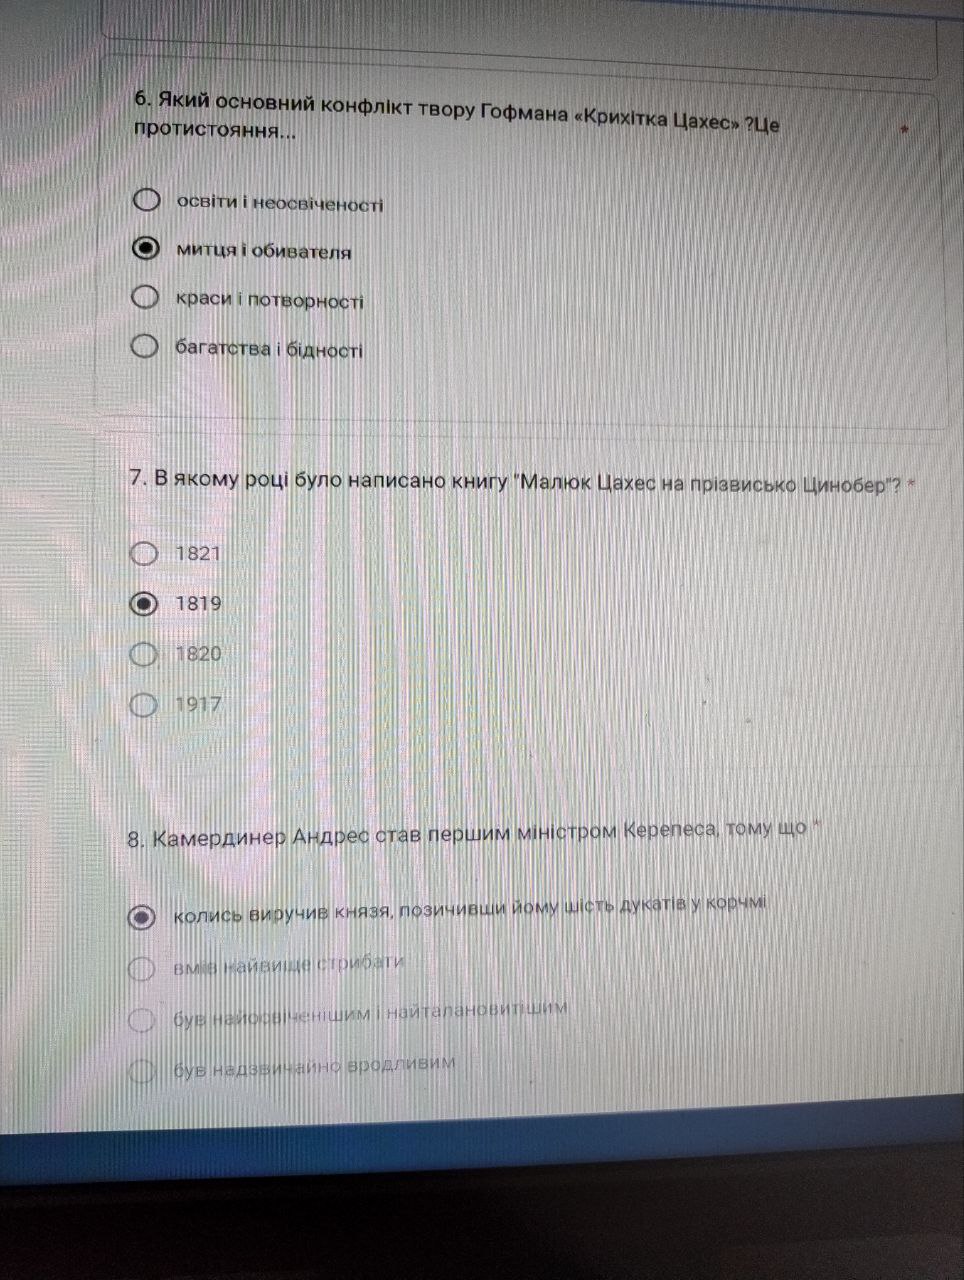 6. Який основний конфлікт твору Гофмана «Крихітка Цахес» ?Це *
протистояння...
освіти і неосвіченості
митця і обивателя
краси і потворності
багатства і бідності
7. В якому році було написано книгу "Малюк Цахес на прізвисько Цинобер"? *
1821
1819
1820
1917
8. Камердинер Андрес став першим міністром Керепеса, тому що *
колись виручив князя, позичивши йому шість дукатів у корчмі
вмів найвище стрибати
був найосвіченішим і найталановитішим
був надзвичайно вродливим